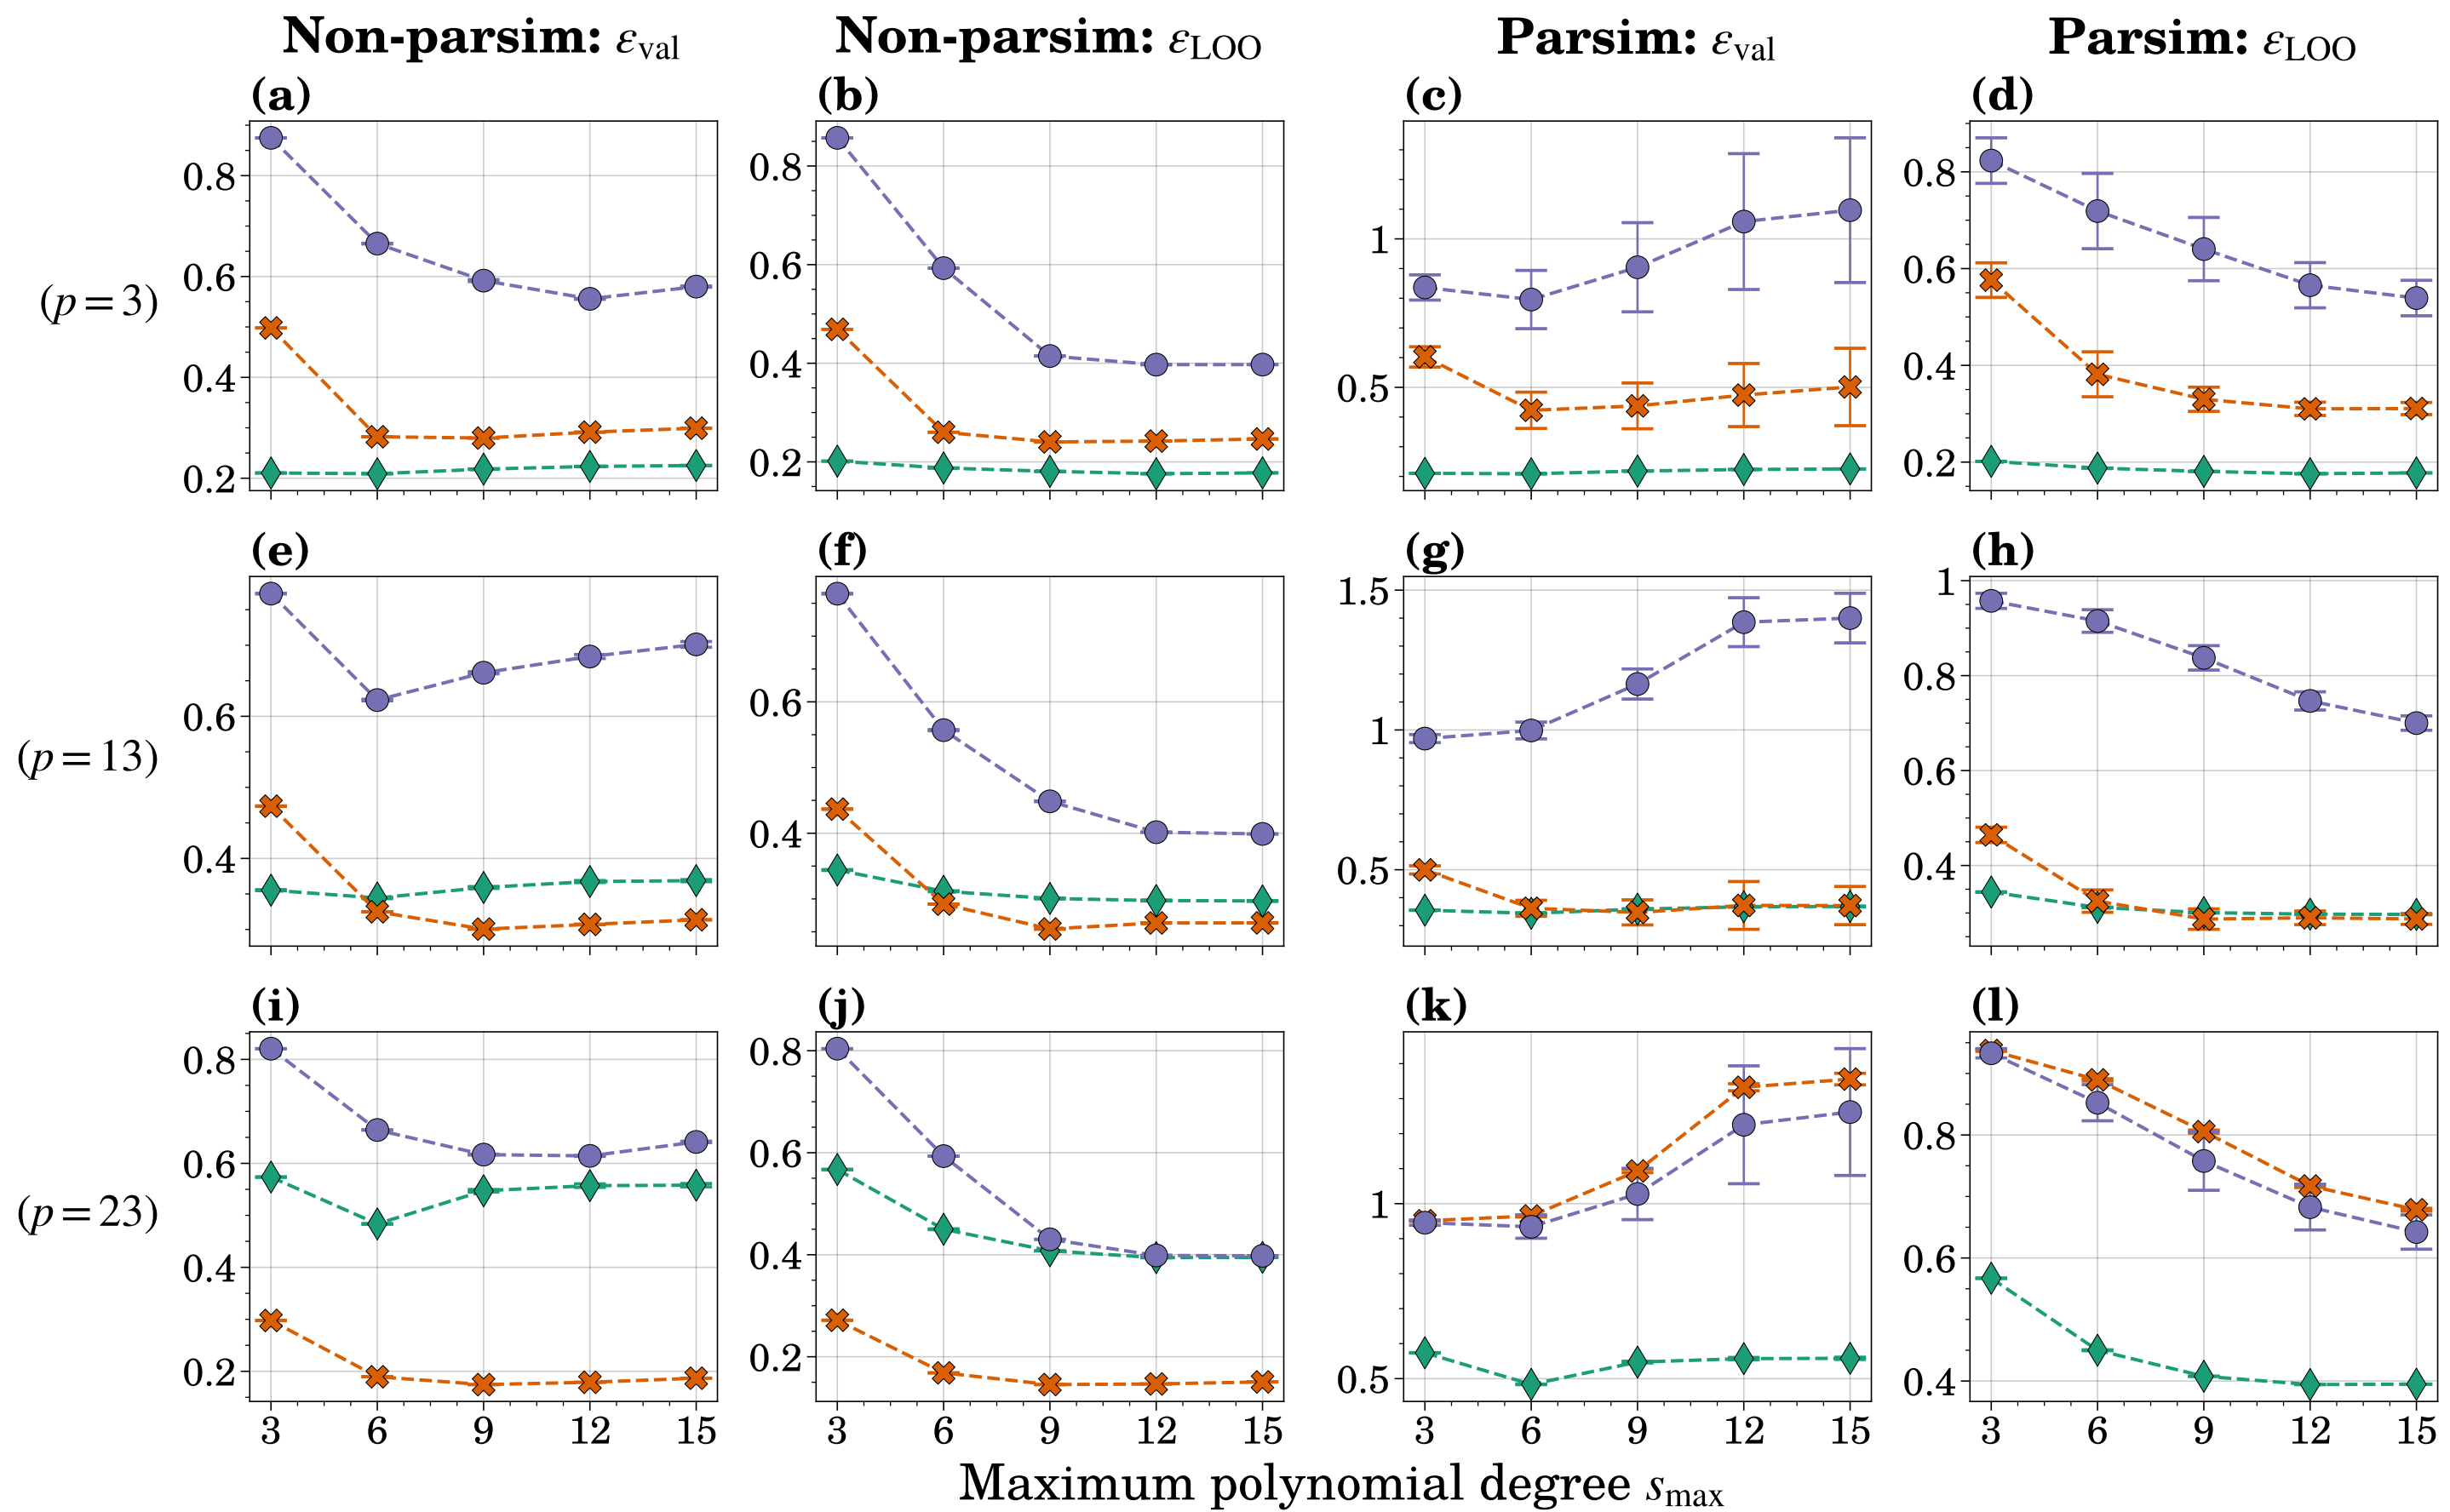 Non-parsim: εval
Non-parsim: εLOO
Parsim: εval
Parsim: εLOO
(a)
(b)
(c)
(d)
(p = 3)
0.8
0.6
0.4
0.2
0.8
0.6
0.4
0.2
1
0.5
0.8
0.6
0.4
0.2
(e)
(f)
(g)
(h)
(p = 13)
0.6
0.4
0.6
0.4
1.5
1
0.5
1
0.8
0.6
0.4
(i)
(j)
(k)
(l)
(p = 23)
0.8
0.6
0.4
0.2
0.8
0.6
0.4
0.2
1
0.5
0.8
0.6
0.4
3 6 9 12 15
3 6 9 12 15
3 6 9 12 15
3 6 9 12 15
Maximum polynomial degree smax